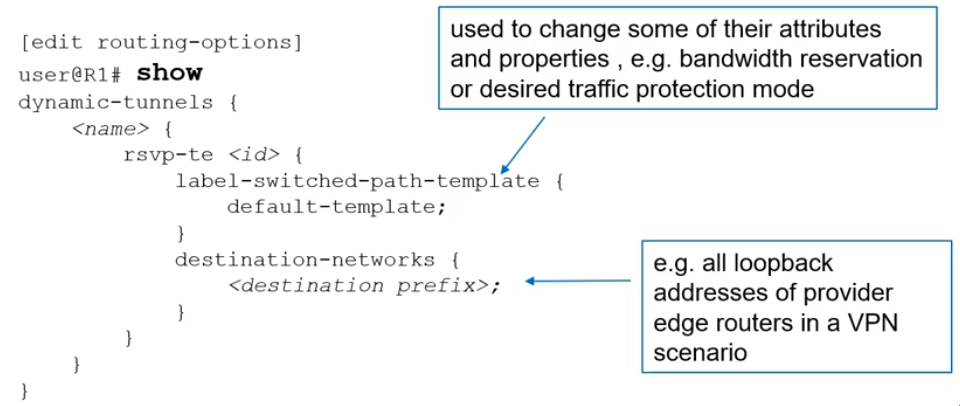 [edit routing-options]
user@R1# show
dynamic-tunnels {
<name> {
rsvp-te <id> {
label-switched-path-template {
default-template;
}
destination-networks {
<destination prefix>;
}
}
}
}
used to change some of their attributes
and properties , e.g. bandwidth reservation
or desired traffic protection mode
e.g. all loopback
addresses of provider
edge routers in a VPN
scenario